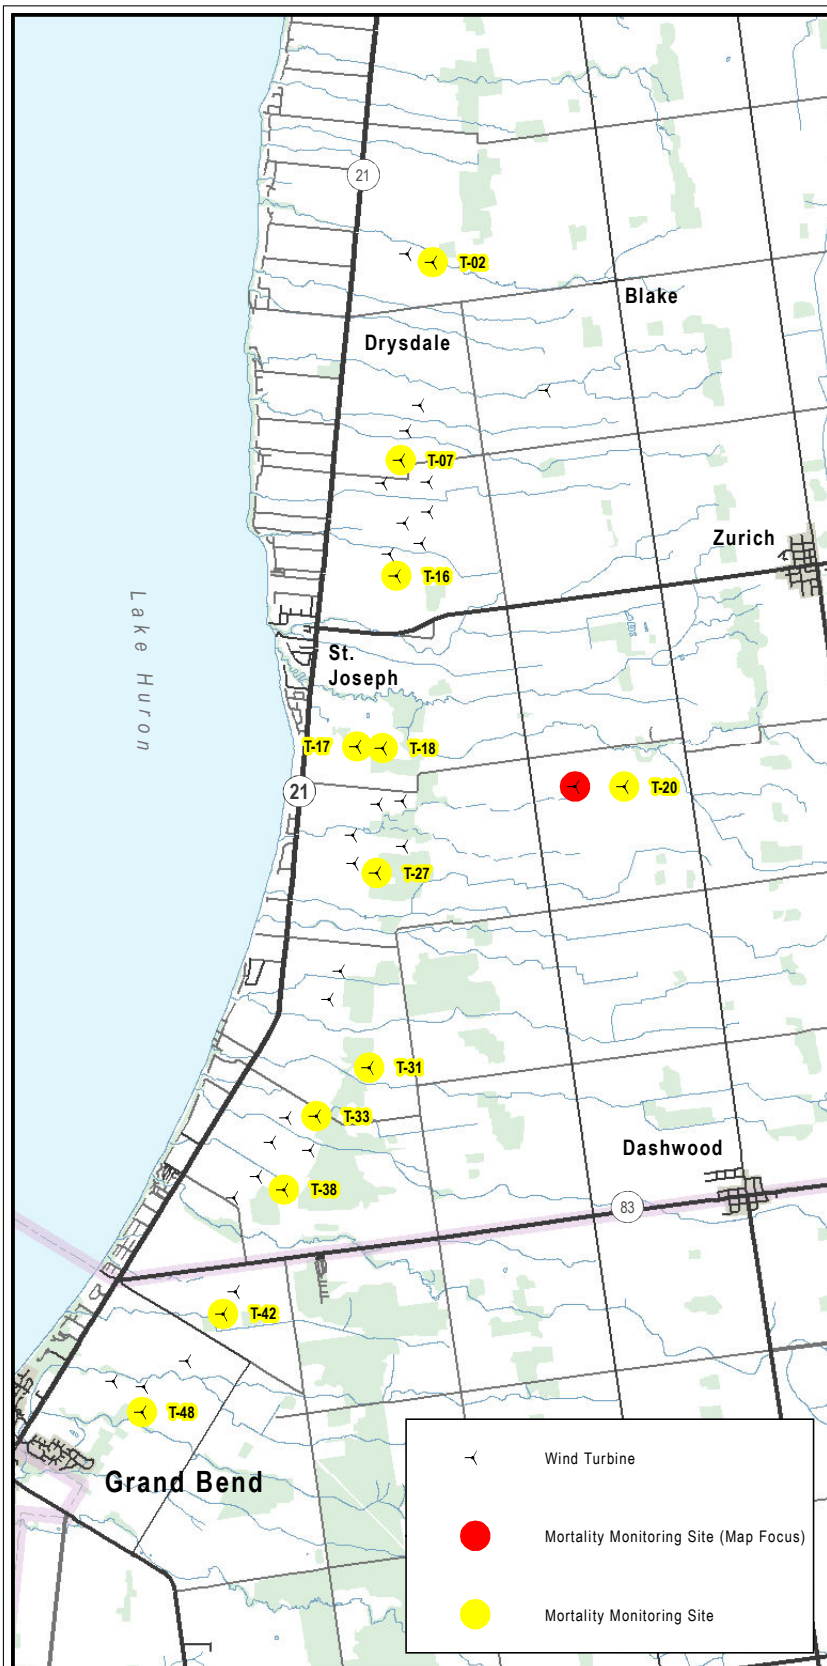 21
T-02
Blake
Drysdale
T-07
Zurich
T-16
Lake Huron
St.
Joseph
T-17
T-18
21
T-20
T-27
T-31
T-33
Dashwood
T-38
83
T-42
T-48
Grand Bend
Wind Turbine
Mortality Monitoring Site (Map Focus)
Mortality Monitoring Site